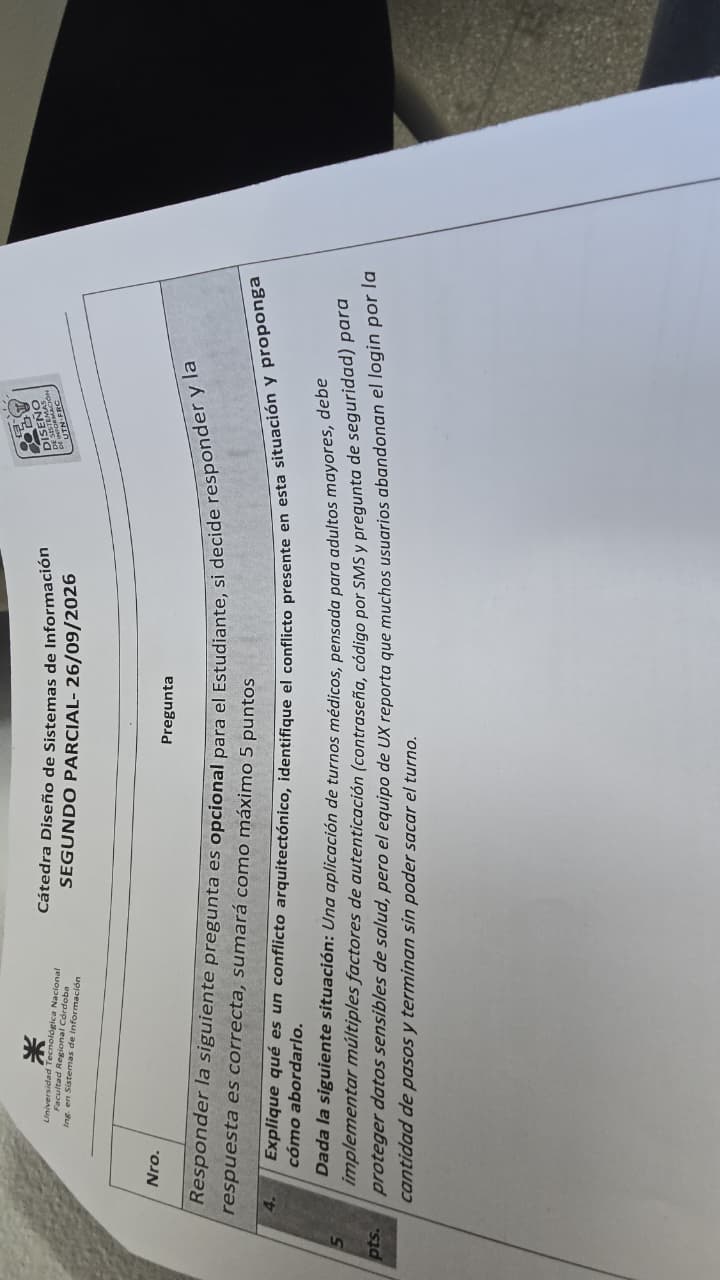 Universidad Tecnológica Nacional
Facultad Regional Córdoba
Ing. en Sistemas de Información
Cátedra Diseño de Sistemas de Información
SEGUNDO PARCIAL- 26/09/2026
DISEÑO
DE SISTEMAS
DE INFORMACIÓN
UTN-FRC
Nro.
Pregunta
Responder la siguiente pregunta es opcional para el Estudiante, si decide responder y la
respuesta es correcta, sumará como máximo 5 puntos
4.
5
pts.
Explique qué es un conflicto arquitectónico, identifique el conflicto presente en esta situación y proponga
cómo abordarlo.
Dada la siguiente situación: Una aplicación de turnos médicos, pensada para adultos mayores, debe
implementar múltiples factores de autenticación (contraseña, código por SMS y pregunta de seguridad) para
proteger datos sensibles de salud, pero el equipo de UX reporta que muchos usuarios abandonan el login por la
cantidad de pasos y terminan sin poder sacar el turno.